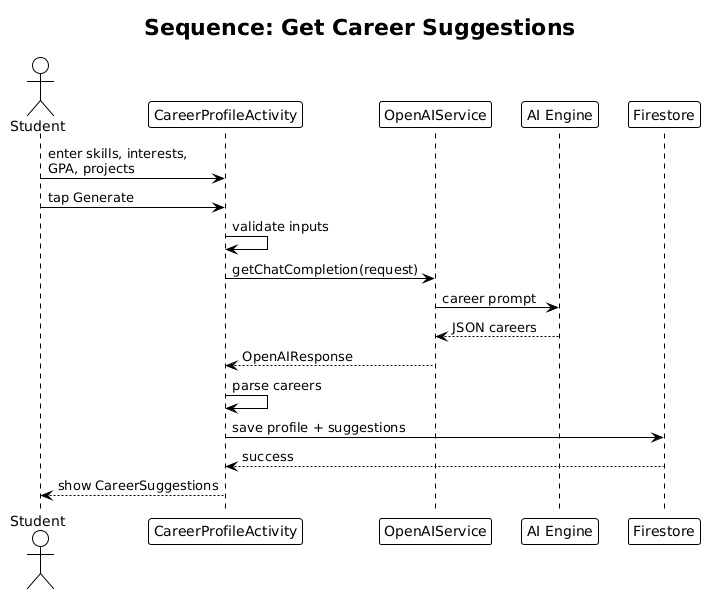 Sequence: Get Career Suggestions
Student
CareerProfileActivity
OpenAIService
AI Engine
Firestore
enter skills, interests,
GPA, projects
tap Generate
validate inputs
getChatCompletion(request)
career prompt
JSON careers
OpenAIResponse
parse careers
save profile + suggestions
success
show CareerSuggestions
Student
CareerProfileActivity
OpenAIService
AI Engine
Firestore